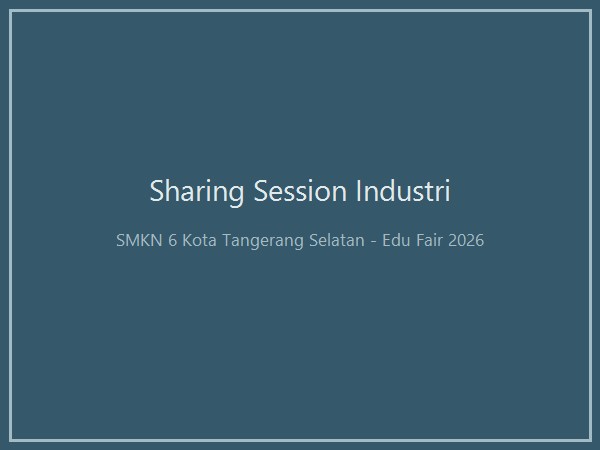 Sharing Session Industri
SMKN 6 Kota Tangerang Selatan - Edu Fair 2026